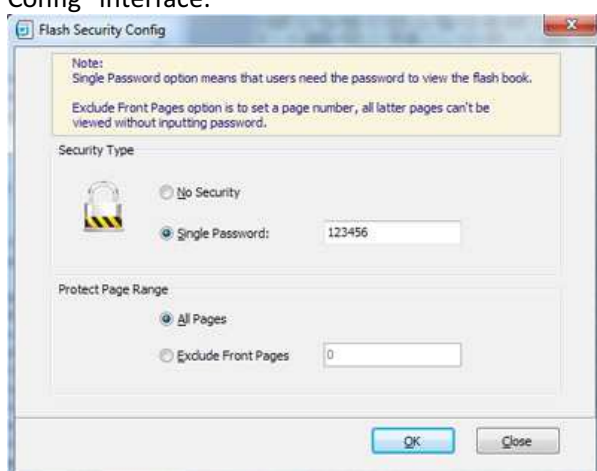 Config" interface:
Flash Security Config
Note:
Single Password option means that users need the password to view the flash book.
Exclude Front Pages option is to set a page number, all latter pages can't be
viewed without inputting password.
Security Type
No Security
Single Password:
123456
Protect Page Range
All Pages
Exclude Front Pages
0
OK
Close